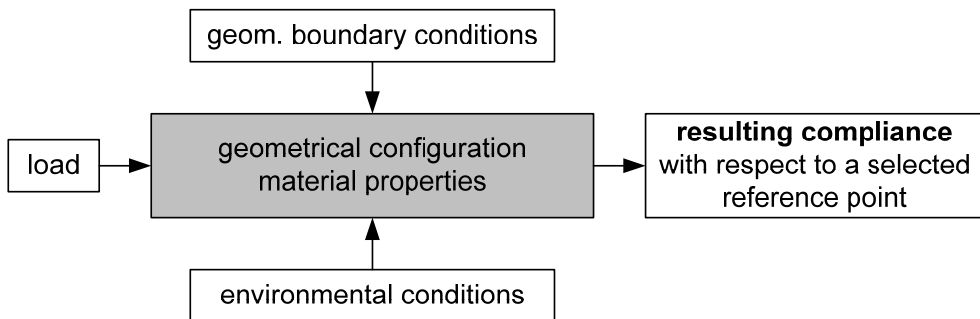 geom. boundary conditions
load
geometrical configuration
material properties
resulting compliance
with respect to a selected
reference point
environmental conditions